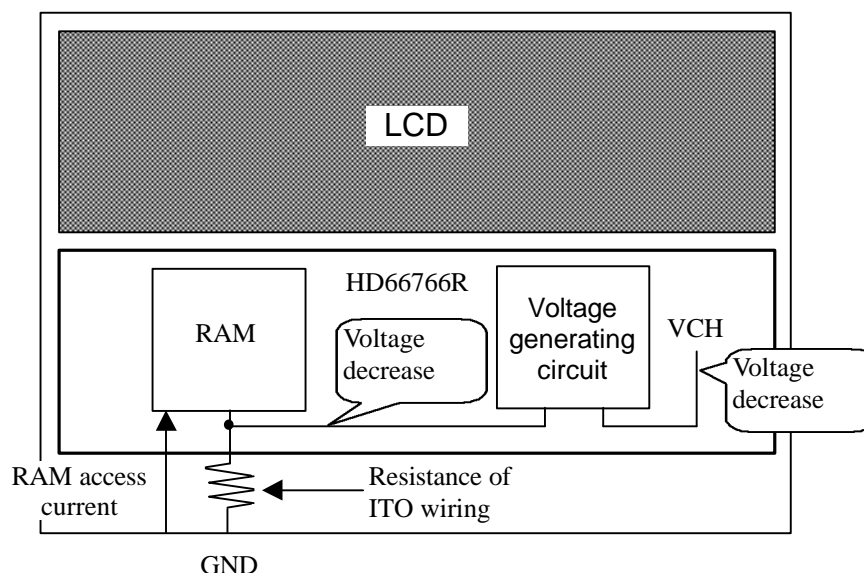 LCD
HD66766R
RAM
Voltage
decrease
Voltage
generating
circuit
VCH
Voltage
decrease
RAM access
current
Resistance of
ITO wiring
GND